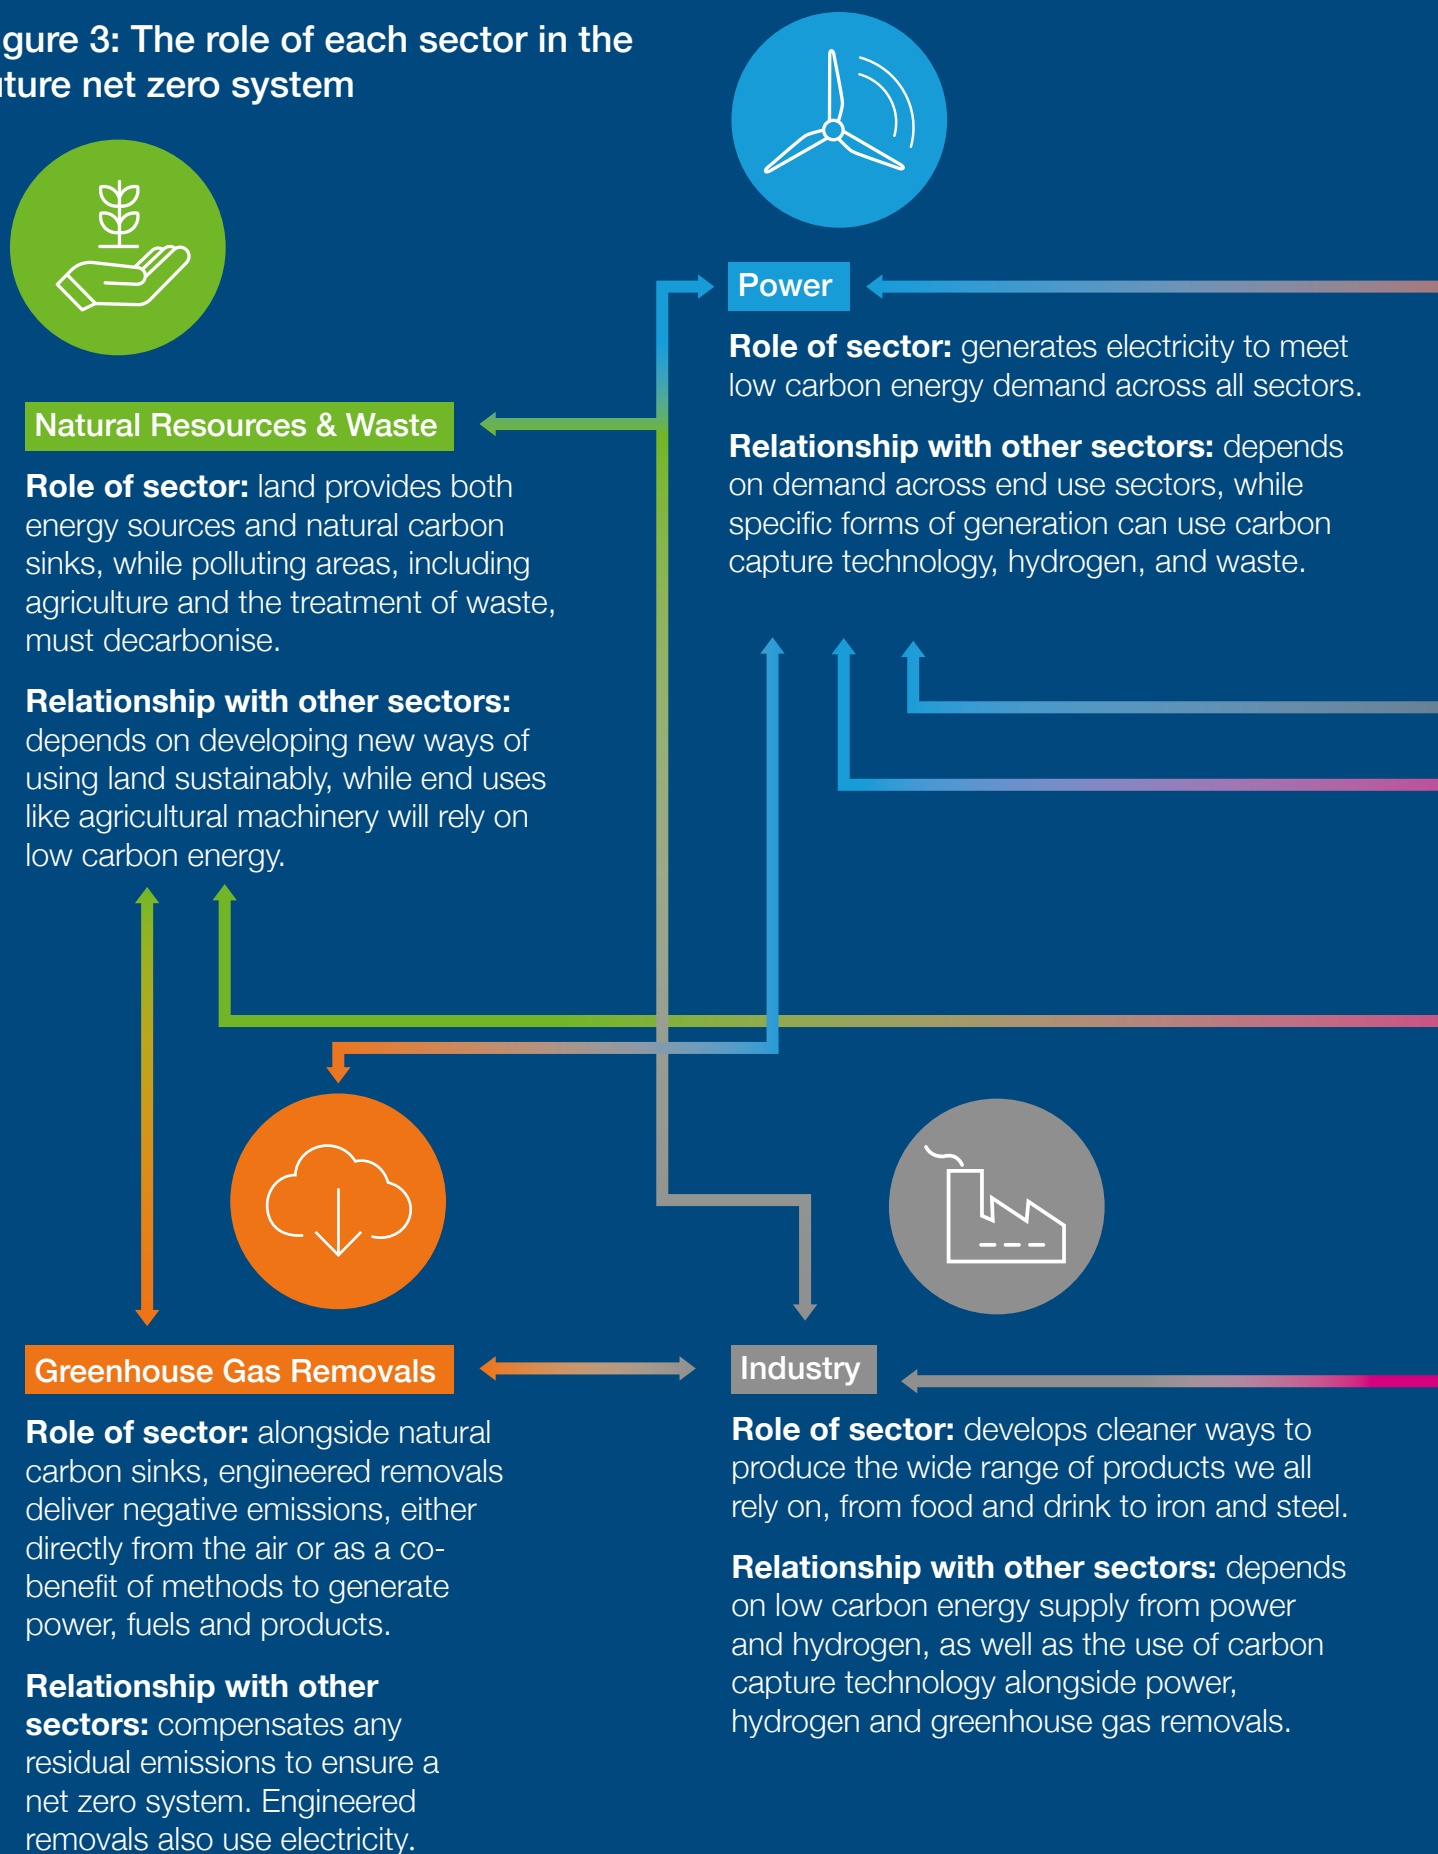 gure 3: The role of each sector in the
ture net zero system
Power
Role of sector: generates electricity to meet
low carbon energy demand across all sectors.
Relationship with other sectors: depends
on demand across end use sectors, while
specific forms of generation can use carbon
capture technology, hydrogen, and waste.
Natural Resources & Waste
Role of sector: land provides both
energy sources and natural carbon
sinks, while polluting areas, including
agriculture and the treatment of waste,
must decarbonise.
Relationship with other sectors:
depends on developing new ways of
using land sustainably, while end uses
like agricultural machinery will rely on
low carbon energy.
Greenhouse Gas Removals
Role of sector: alongside natural
carbon sinks, engineered removals
deliver negative emissions, either
directly from the air or as a co-
benefit of methods to generate
power, fuels and products.
Relationship with other
sectors: compensates any
residual emissions to ensure a
net zero system. Engineered
removals also use electricity.
Industry
Role of sector: develops cleaner ways to
produce the wide range of products we all
rely on, from food and drink to iron and steel.
Relationship with other sectors: depends
on low carbon energy supply from power
and hydrogen, as well as the use of carbon
capture technology alongside power,
hydrogen and greenhouse gas removals.